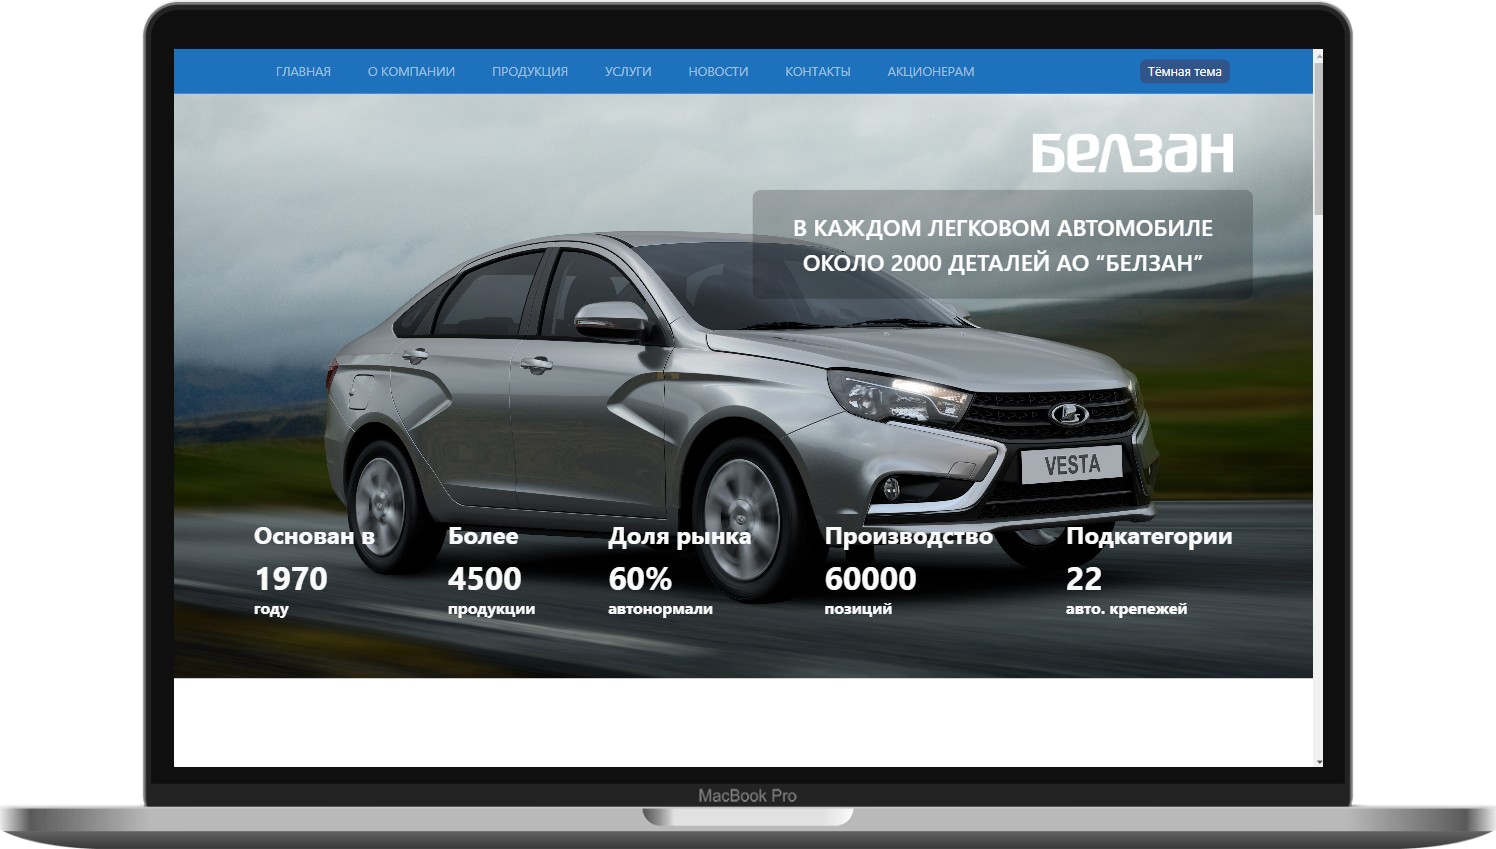 ГЛАВНАЯ О КОМПАНИИ ПРОДУКЦИЯ УСЛУГИ НОВОСТИ КОНТАКТЫ АКЦИОНЕРАМ Тёмная тема
БЕЛЗАН
В КАЖДОМ ЛЕГКОВОМ АВТОМОБИЛЕ
ОКОЛО 2000 ДЕТАЛЕЙ АО “БЕЛЗАН”
VESTA
Основан в Более Доля рынка Производство Подкатегории
1970 4500 60% 60000 22
году продукции автонормали позиций авто. крепежей
MacBook Pro